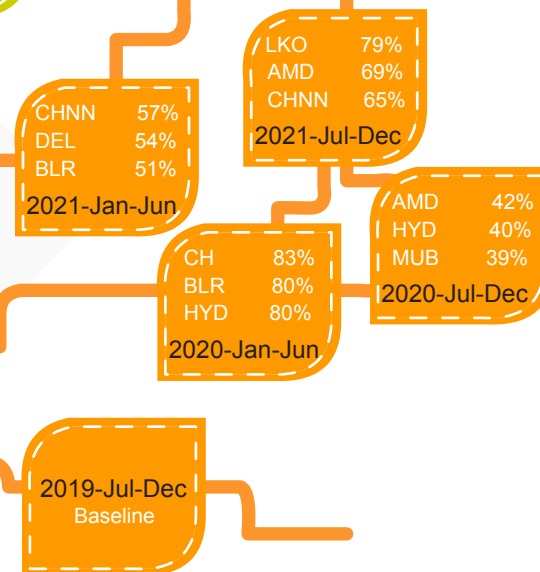 LKO 79%
AMD 69%
CHNN 65%
2021-Jul-Dec
CHNN 57%
DEL 54%
BLR 51%
2021-Jan-Jun
AMD 42%
HYD 40%
MUB 39%
2020-Jul-Dec
CH 83%
BLR 80%
HYD 80%
2020-Jan-Jun
2019-Jul-Dec
Baseline